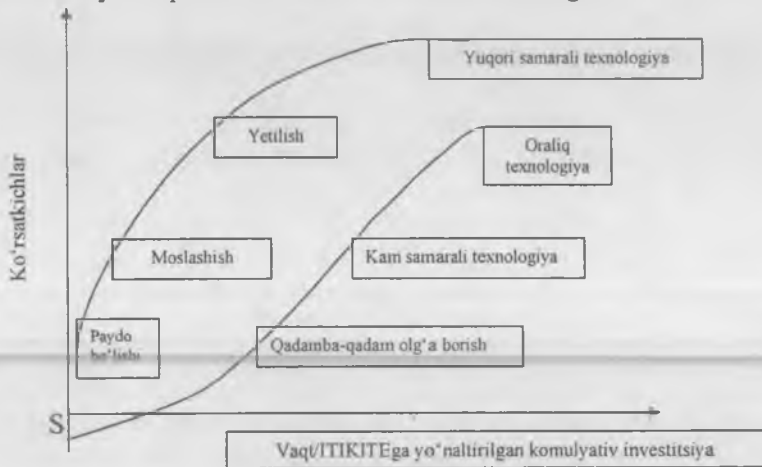 Yuqori samarali texnologiya
Yetilish
Oraliq
texnologiya
Ko'rsatkichlar
Moslashish
Kam samarali texnologiya
Paydo
bo'lishi
Qadamba-qadam olg'a borish
S
Vaqt/ITIKITEga yo'naltirilgan komulyativ investitsiya